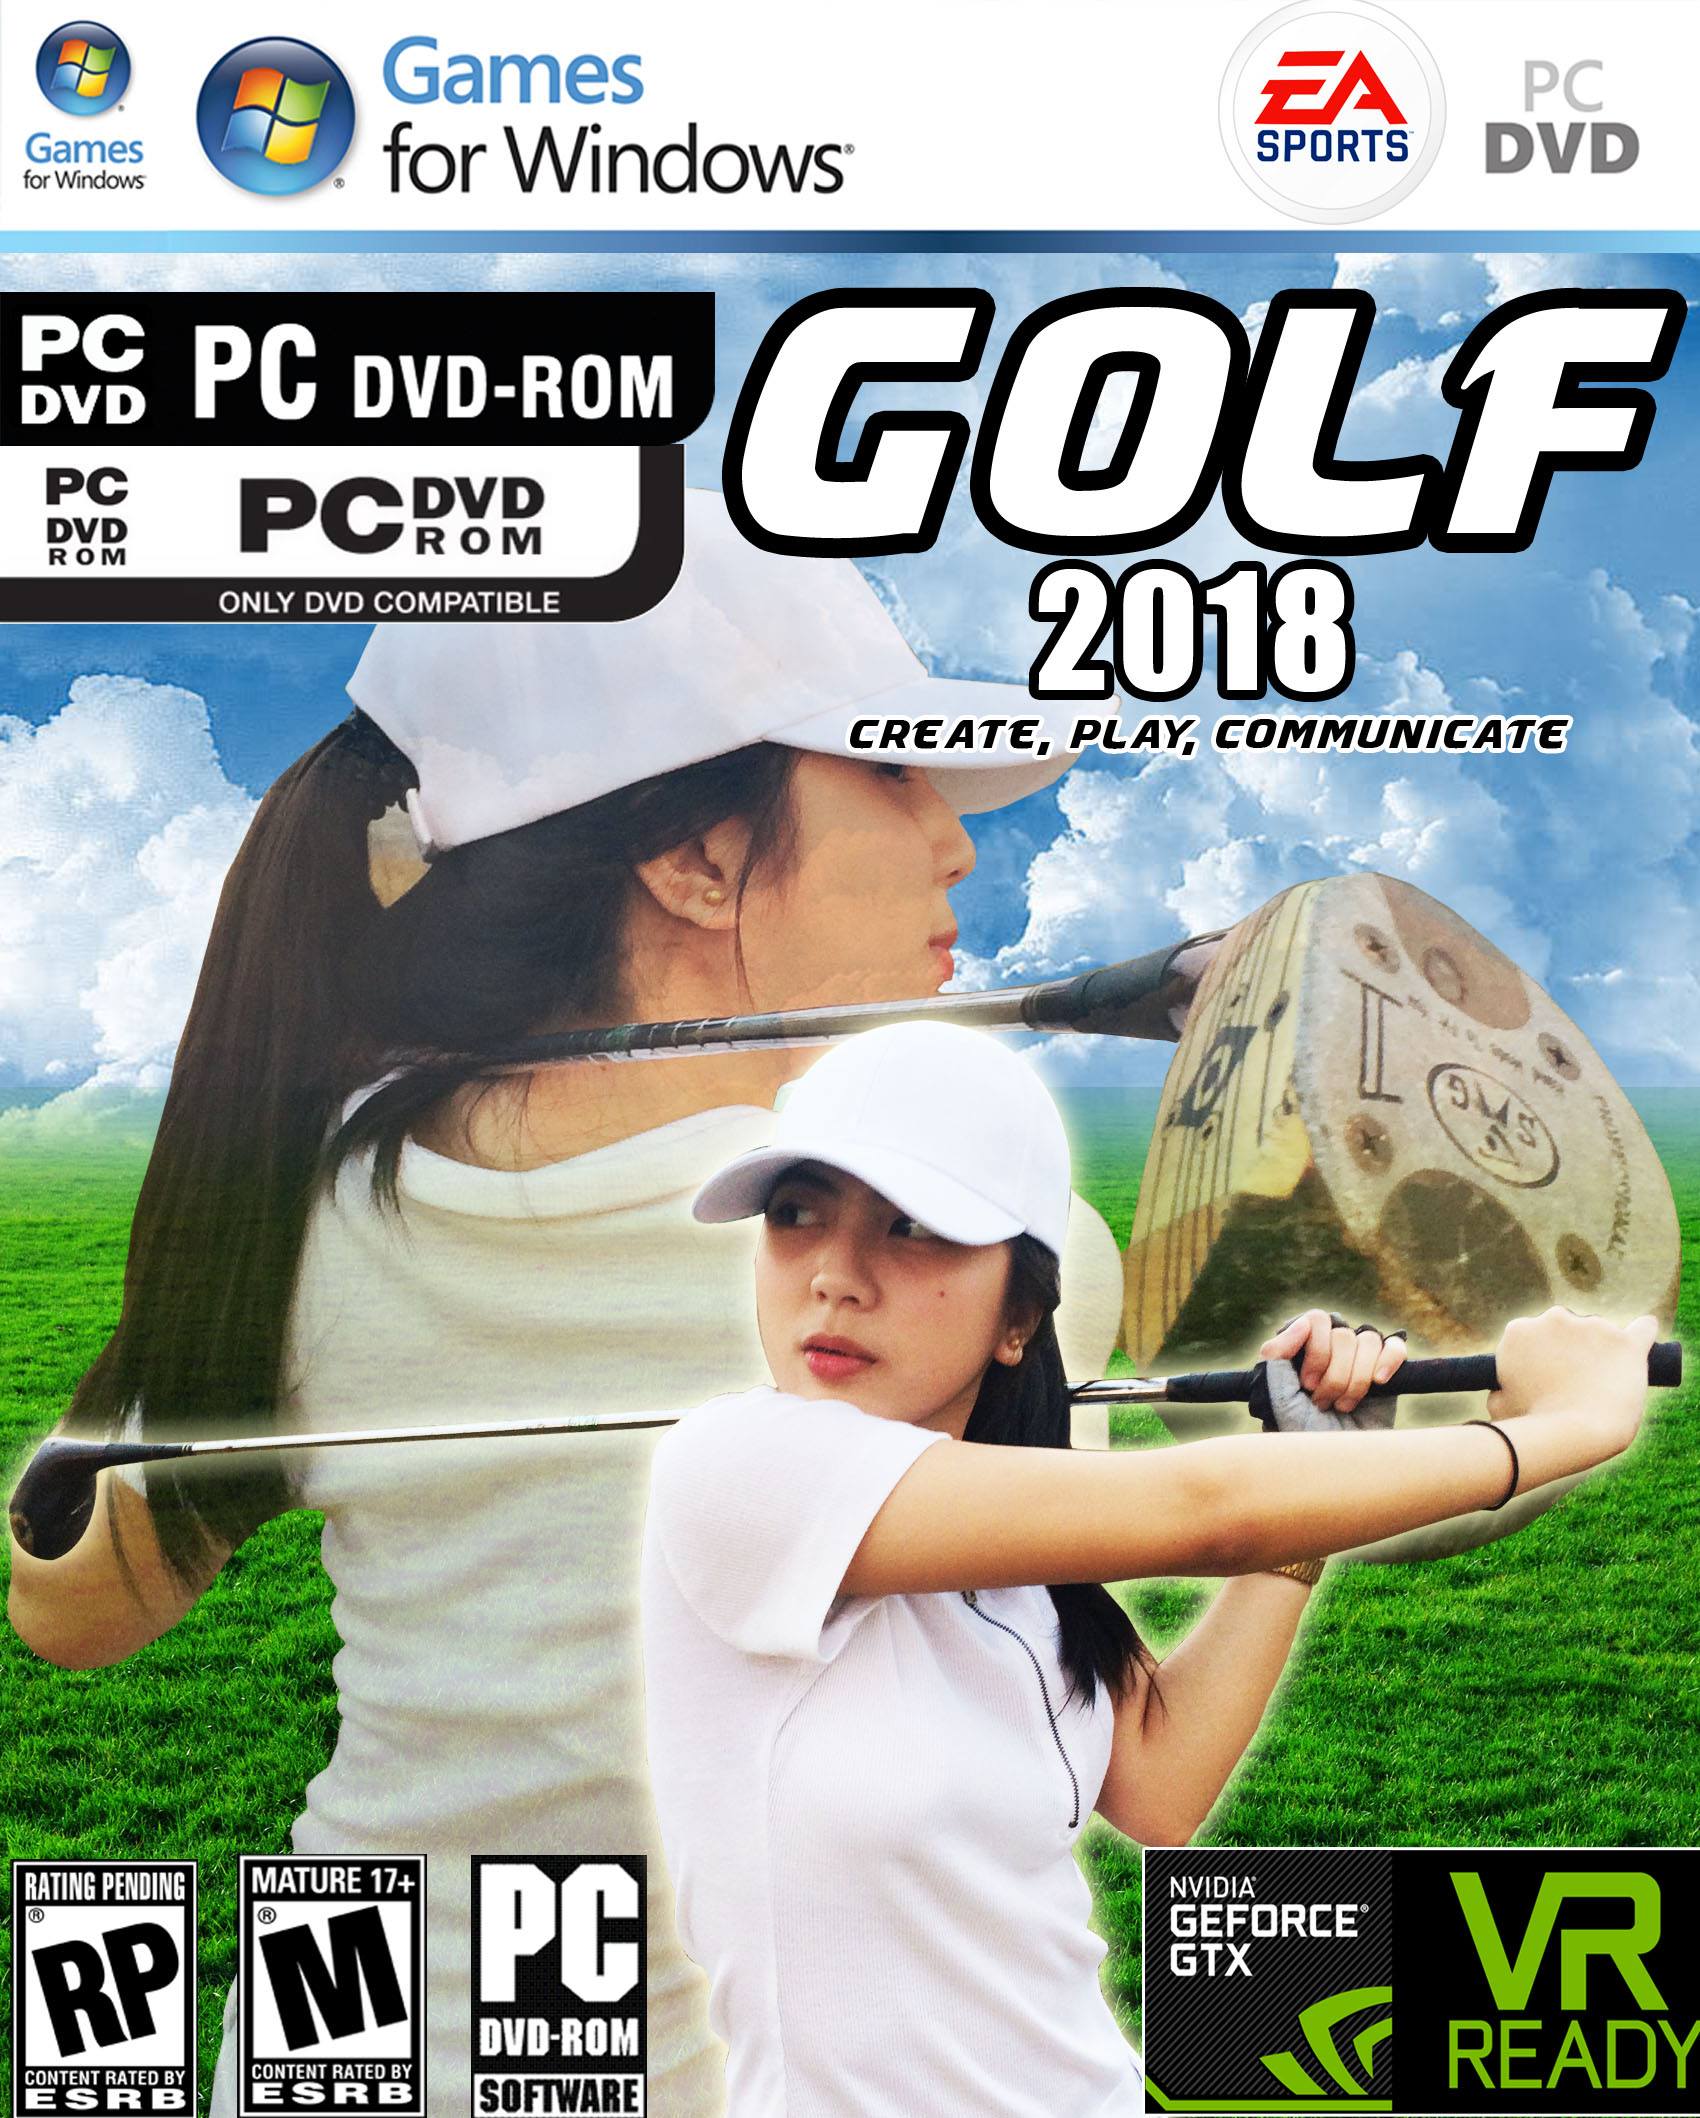 Games
for Windows
Games
for Windows
EA
SPORTS
PC
DVD
PC
DVD
PC DVD-ROM
PC
DVD
ROM
PC DVD
ROM
ONLY DVD COMPATIBLE
GOLF
2018
CREATE, PLAY, COMMUNICATE
RATING PENDING
RP
CONTENT RATED BY
ESRB
MATURE 17+
M
CONTENT RATED BY
ESRB
PC
DVD-ROM
SOFTWARE
NVIDIA
GEFORCE
GTX
VR
READY